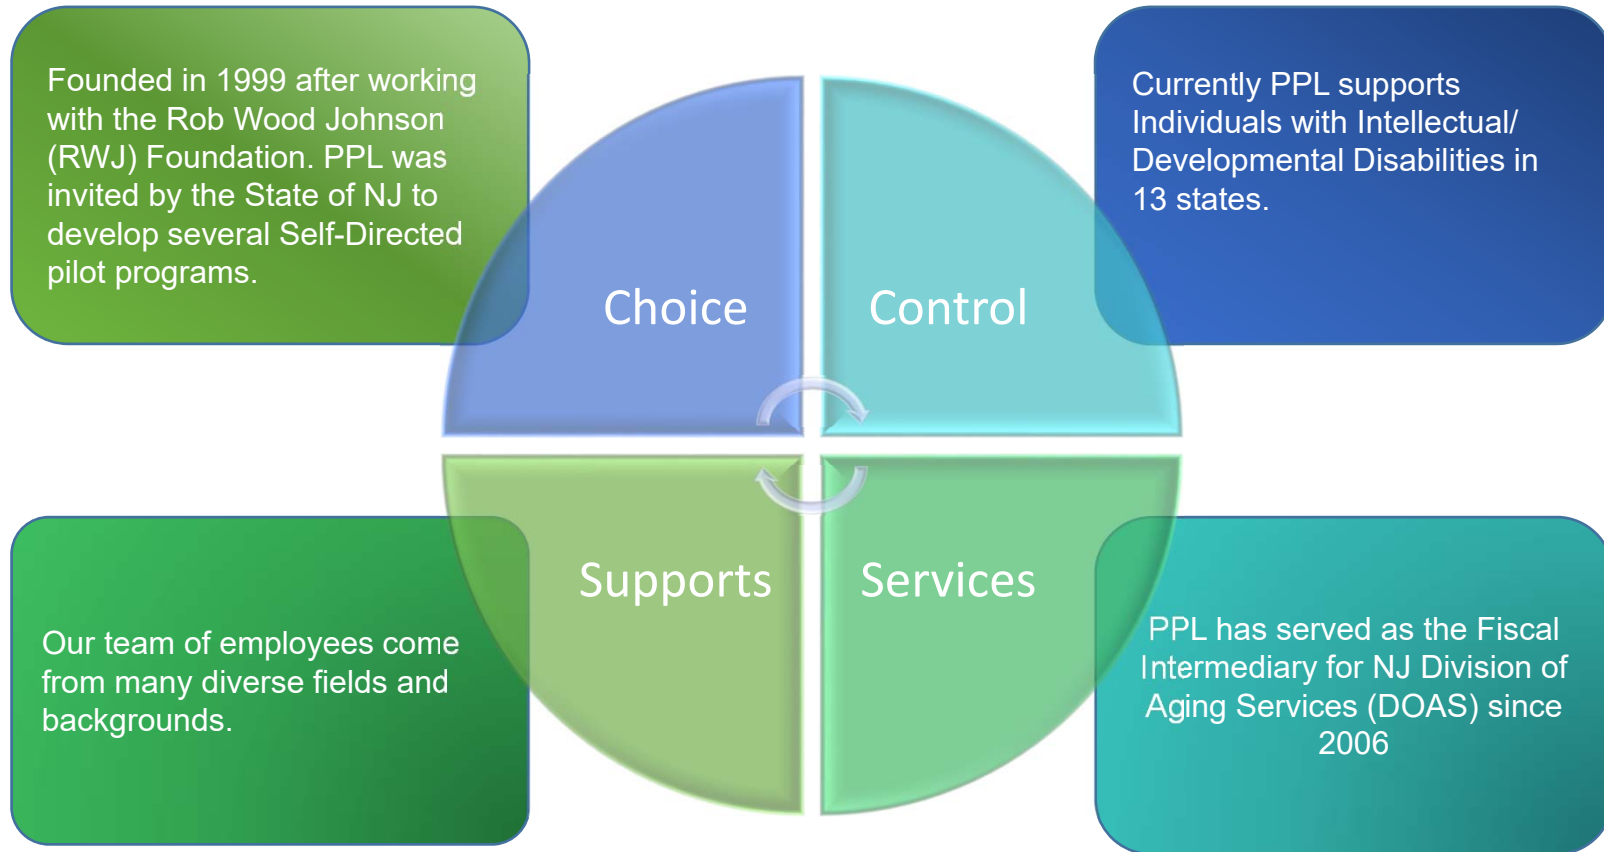 Founded in 1999 after working
with the Rob Wood Johnson
(RWJ) Foundation. PPL was
invited by the State of NJ to
develop several Self-Directed
pilot programs.
Currently PPL supports
Individuals with Intellectual/
Developmental Disabilities in
13 states.
Choice
Control
Supports
Services
Our team of employees come
from many diverse fields and
backgrounds.
PPL has served as the Fiscal
Intermediary for NJ Division of
Aging Services (DOAS) since
2006